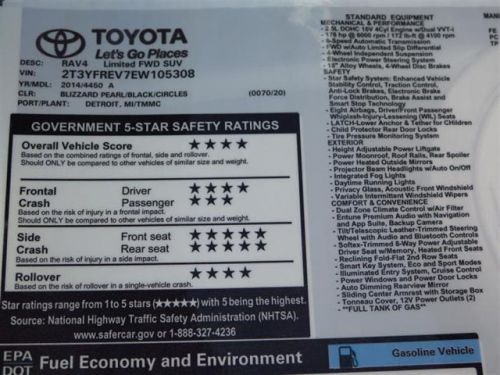 TOYOTA
Let's Go Places
DESC: RAV4 Limited FWD SUV
VIN: 2T3YFREV7EW105308
YR/MDL: 2014/4450 A
CLR: BLIZZARD PEARL/BLACK/CIRCLES (0070/20)
PORT/PLANT: DETROIT, MI/TMMC
GOVERNMENT 5-STAR SAFETY RATINGS
Overall Vehicle Score ★★★★
Based on the combined ratings of frontal, side and rollover.
Should ONLY be compared to other vehicles of similar size and weight.
Frontal Driver ★★★★
Crash Passenger ★★★
Based on the risk of injury in a frontal impact.
Should ONLY be compared to other vehicles of similar size and weight.
Side Front seat ★★★★★
Crash Rear seat ★★★★★
Based on the risk of injury in a side impact.
Rollover ★★★★
Based on the risk of rollover in a single-vehicle crash.
Star ratings range from 1 to 5 stars (★★★★★) with 5 being the highest.
Source: National Highway Traffic Safety Administration (NHTSA).
www.safercar.gov or 1-888-327-4236
EPA
DOT Fuel Economy and Environment
Gasoline Vehicle
STANDARD EQUIPMENT
MECHANICAL & PERFORMANCE
- 2.5L DOHC 16V 4Cyl Engine w/Dual VVT-i
- 176 hp @ 6000 rpm / 172 lb-ft @ 4100 rpm
- 6-Speed Automatic Transmission
- FWD w/Auto Limited Slip Differential
- 4-Wheel Independent Suspension
- Electronic Power Steering System
- 18" Alloy Wheels, 4-Wheel Disc Brakes
SAFETY
- Star Safety System: Enhanced Vehicle
Stability Control, Traction Control,
Anti-Lock Brakes, Electronic Brake
Force Distribution, Brake Assist and
Smart Stop Technology
- Eight Airbags, Driver/Front Passenger
Whiplash-Injury-Lessening (WIL) Seats
- LATCH-Lower Anchor & Tether for Children
- Child Protector Rear Door Locks
- Tire Pressure Monitoring System
EXTERIOR
- Height Adjustable Power Liftgate
- Power Moonroof, Roof Rails, Rear Spoiler
- Power Heated Outside Mirrors
- Projector Beam Headlights w/Auto On/Off
- Integrated Fog Lights
- Daytime Running Lights
- Privacy Glass, Acoustic Front Windshield
- Variable Intermittent Windshield Wipers
COMFORT & CONVENIENCE
- Dual Zone Climate Control w/Air Filter
- Entune Premium Audio with Navigation
and App Suite, Backup Camera
- Tilt/Telescopic Leather-Trimmed Steering
Wheel with Audio and Bluetooth Controls
- Softex-Trimmed 8-Way Power Adjustable
Driver Seat w/Memory, Heated Front Seats
- Reclining Fold-Flat 2nd Row Seats
- Smart Key System, Eco and Sport Modes
- Illuminated Entry System, Cruise Control
- Power Windows and Power Door Locks
- Auto Dimming Rearview Mirror
- Sliding Center Armrest with Storage Box
- Tonneau Cover, 12V Power Outlets (2)
- **FULL TANK OF GAS**